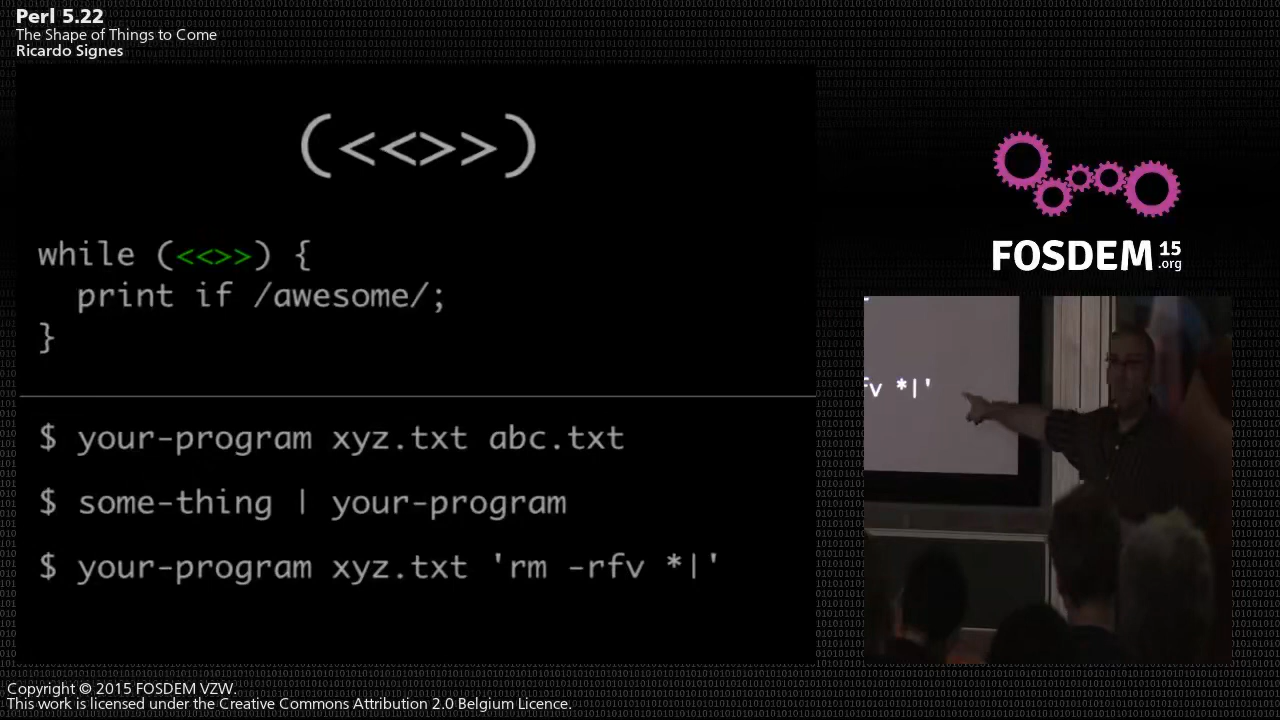 Perl 5.22
The Shape of Things to Come
Ricardo Signes
(<<>>)
while (<<>>) {
  print if /awesome/;
}
$ your-program xyz.txt abc.txt
$ some-thing | your-program
$ your-program xyz.txt 'rm -rfv *|'
FOSDEM 15
.org
v *|'
Copyright © 2015 FOSDEM VZW.
This work is licensed under the Creative Commons Attribution 2.0 Belgium Licence.